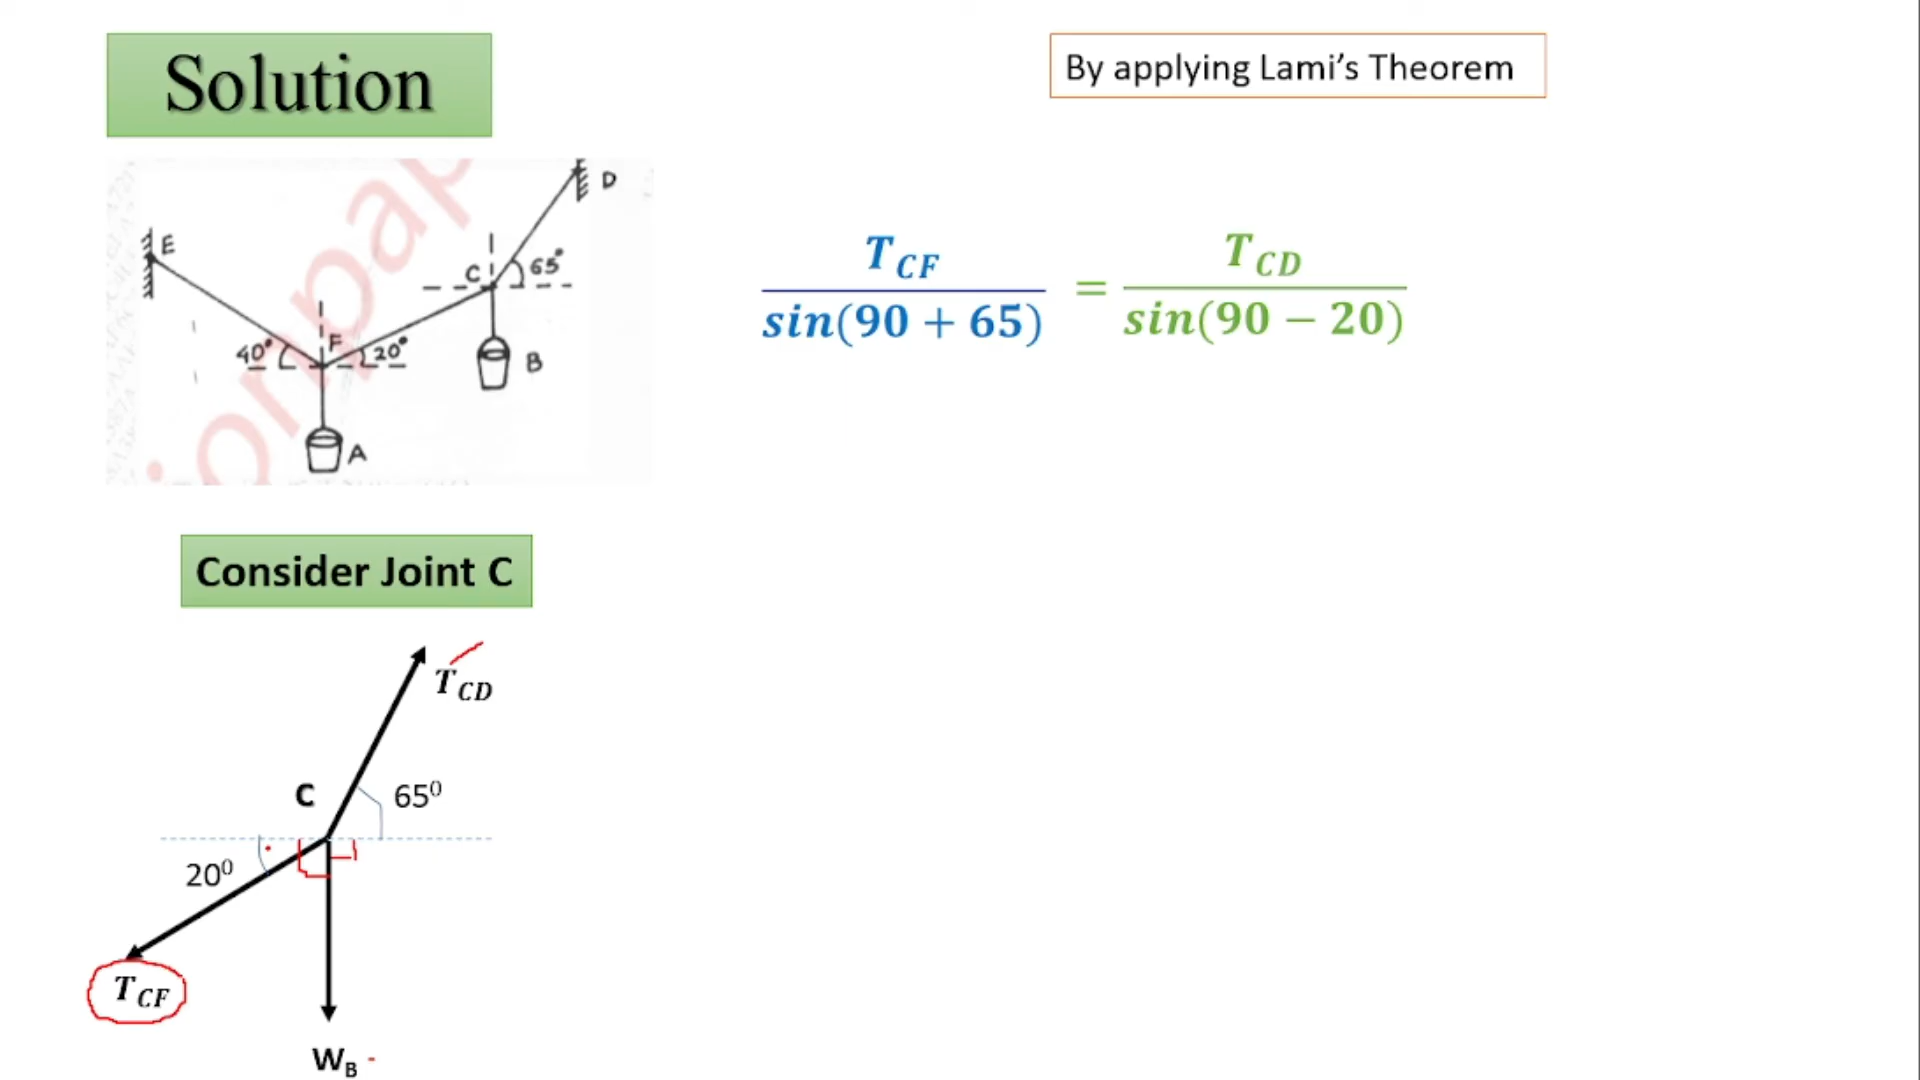 Solution
By applying Lami's Theorem
E
D
C
65°
F
40°
20°
B
A
T_CF / sin(90 + 65) = T_CD / sin(90 − 20)
Consider Joint C
T_CD
C
65⁰
20⁰
T_CF
W_B